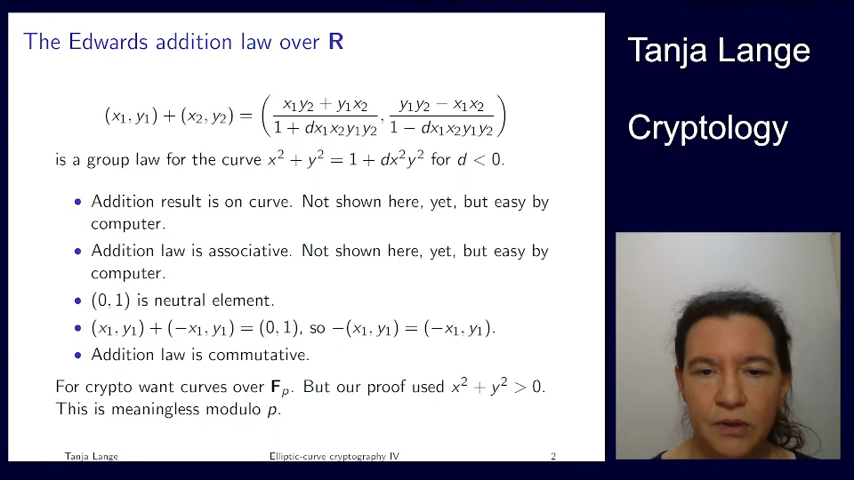 The Edwards addition law over R
(x₁, y₁) + (x₂, y₂) = ( (x₁y₂ + y₁x₂)/(1 + dx₁x₂y₁y₂), (y₁y₂ − x₁x₂)/(1 − dx₁x₂y₁y₂) )
is a group law for the curve x² + y² = 1 + dx²y² for d < 0.
• Addition result is on curve. Not shown here, yet, but easy by
computer.
• Addition law is associative. Not shown here, yet, but easy by
computer.
• (0, 1) is neutral element.
• (x₁, y₁) + (−x₁, y₁) = (0, 1), so −(x₁, y₁) = (−x₁, y₁).
• Addition law is commutative.
For crypto want curves over Fₚ. But our proof used x² + y² > 0.
This is meaningless modulo p.
Tanja Lange Elliptic-curve cryptography IV 2
Tanja Lange
Cryptology